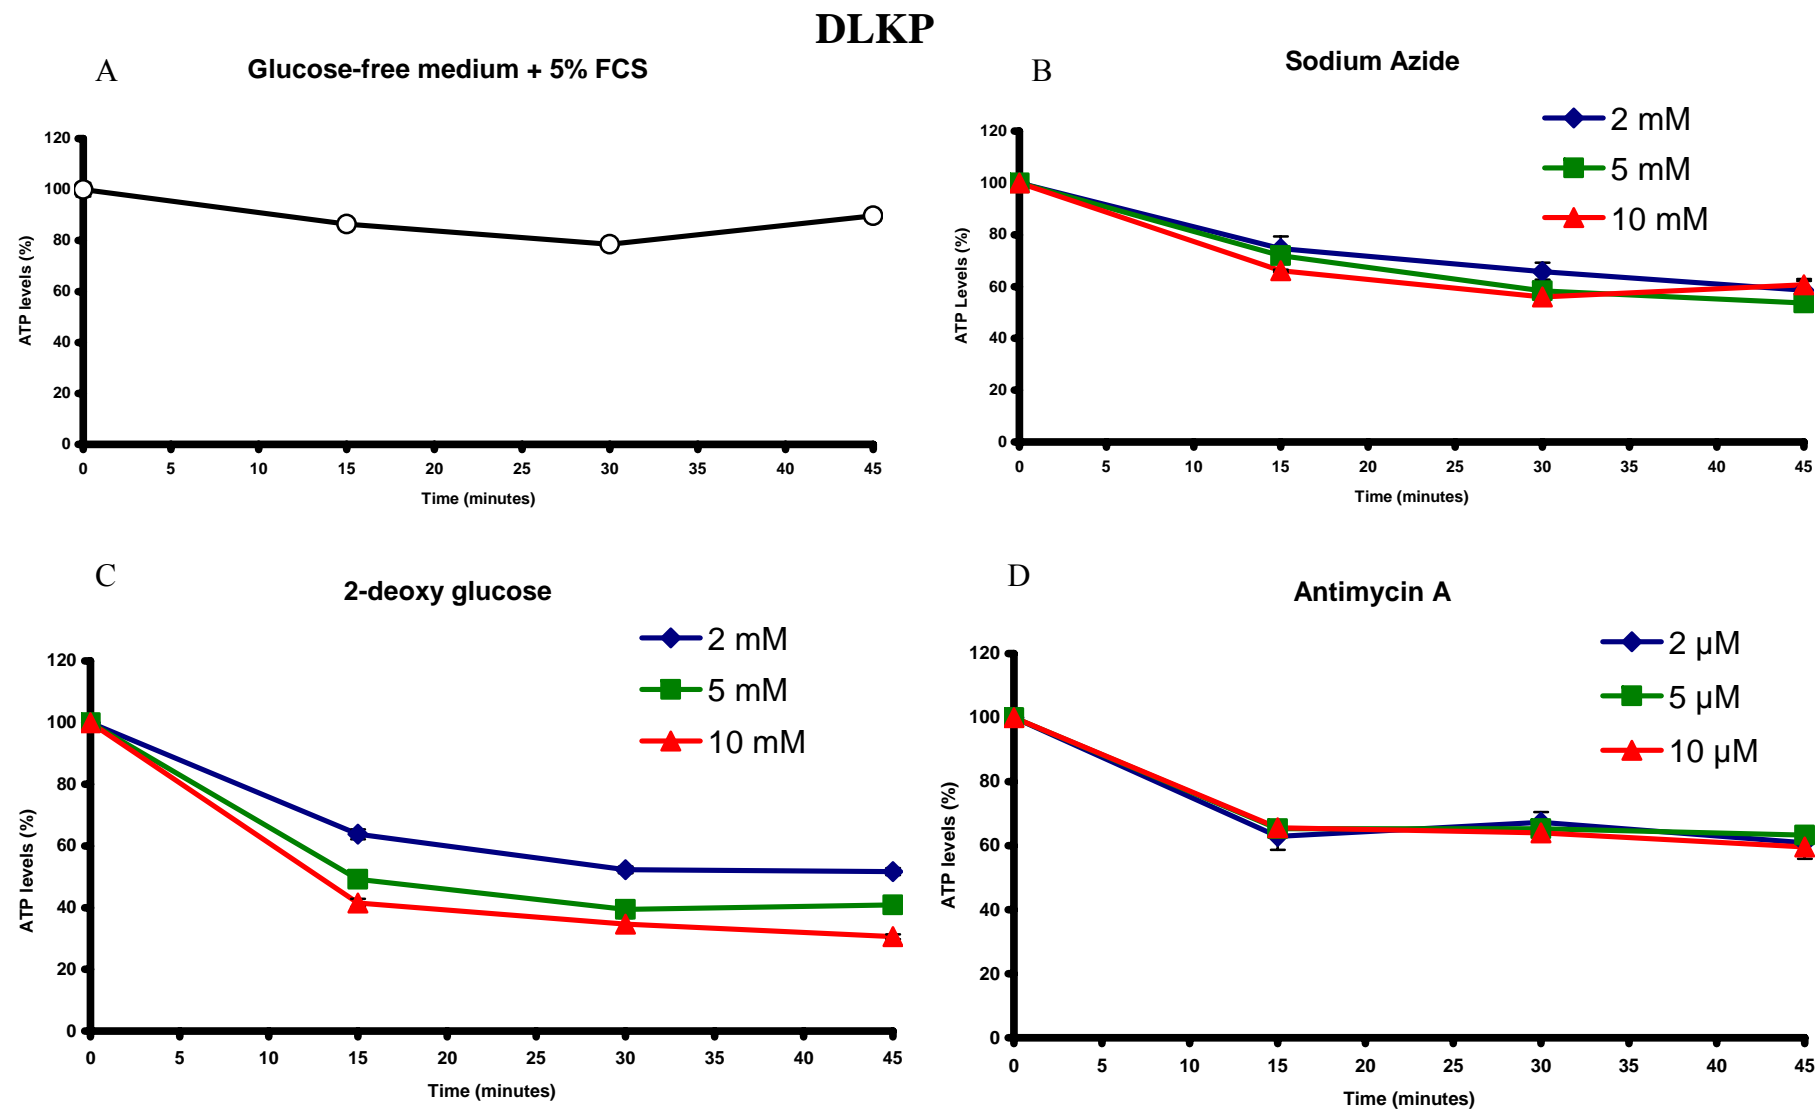 DLKP
A
Glucose-free medium + 5% FCS
120
100
80
60
40
20
0
ATP levels (%)
0 5 10 15 20 25 30 35 40 45
Time (minutes)
B
Sodium Azide
2 mM
5 mM
10 mM
120
100
80
60
40
20
0
ATP Levels (%)
0 5 10 15 20 25 30 35 40 45
Time (minutes)
C
2-deoxy glucose
2 mM
5 mM
10 mM
120
100
80
60
40
20
0
ATP levels (%)
0 5 10 15 20 25 30 35 40 45
Time (minutes)
D
Antimycin A
2 µM
5 µM
10 µM
120
100
80
60
40
20
0
ATP levels (%)
0 5 10 15 20 25 30 35 40 45
Time (minutes)